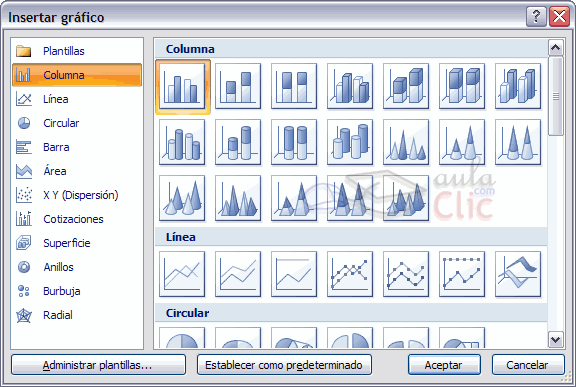 Insertar gráfico
Plantillas
Columna
Línea
Circular
Barra
Área
X Y (Dispersión)
Cotizaciones
Superficie
Anillos
Burbuja
Radial
Columna
aula
.com
Clic
Línea
Circular
Administrar plantillas...
Establecer como predeterminado
Aceptar
Cancelar